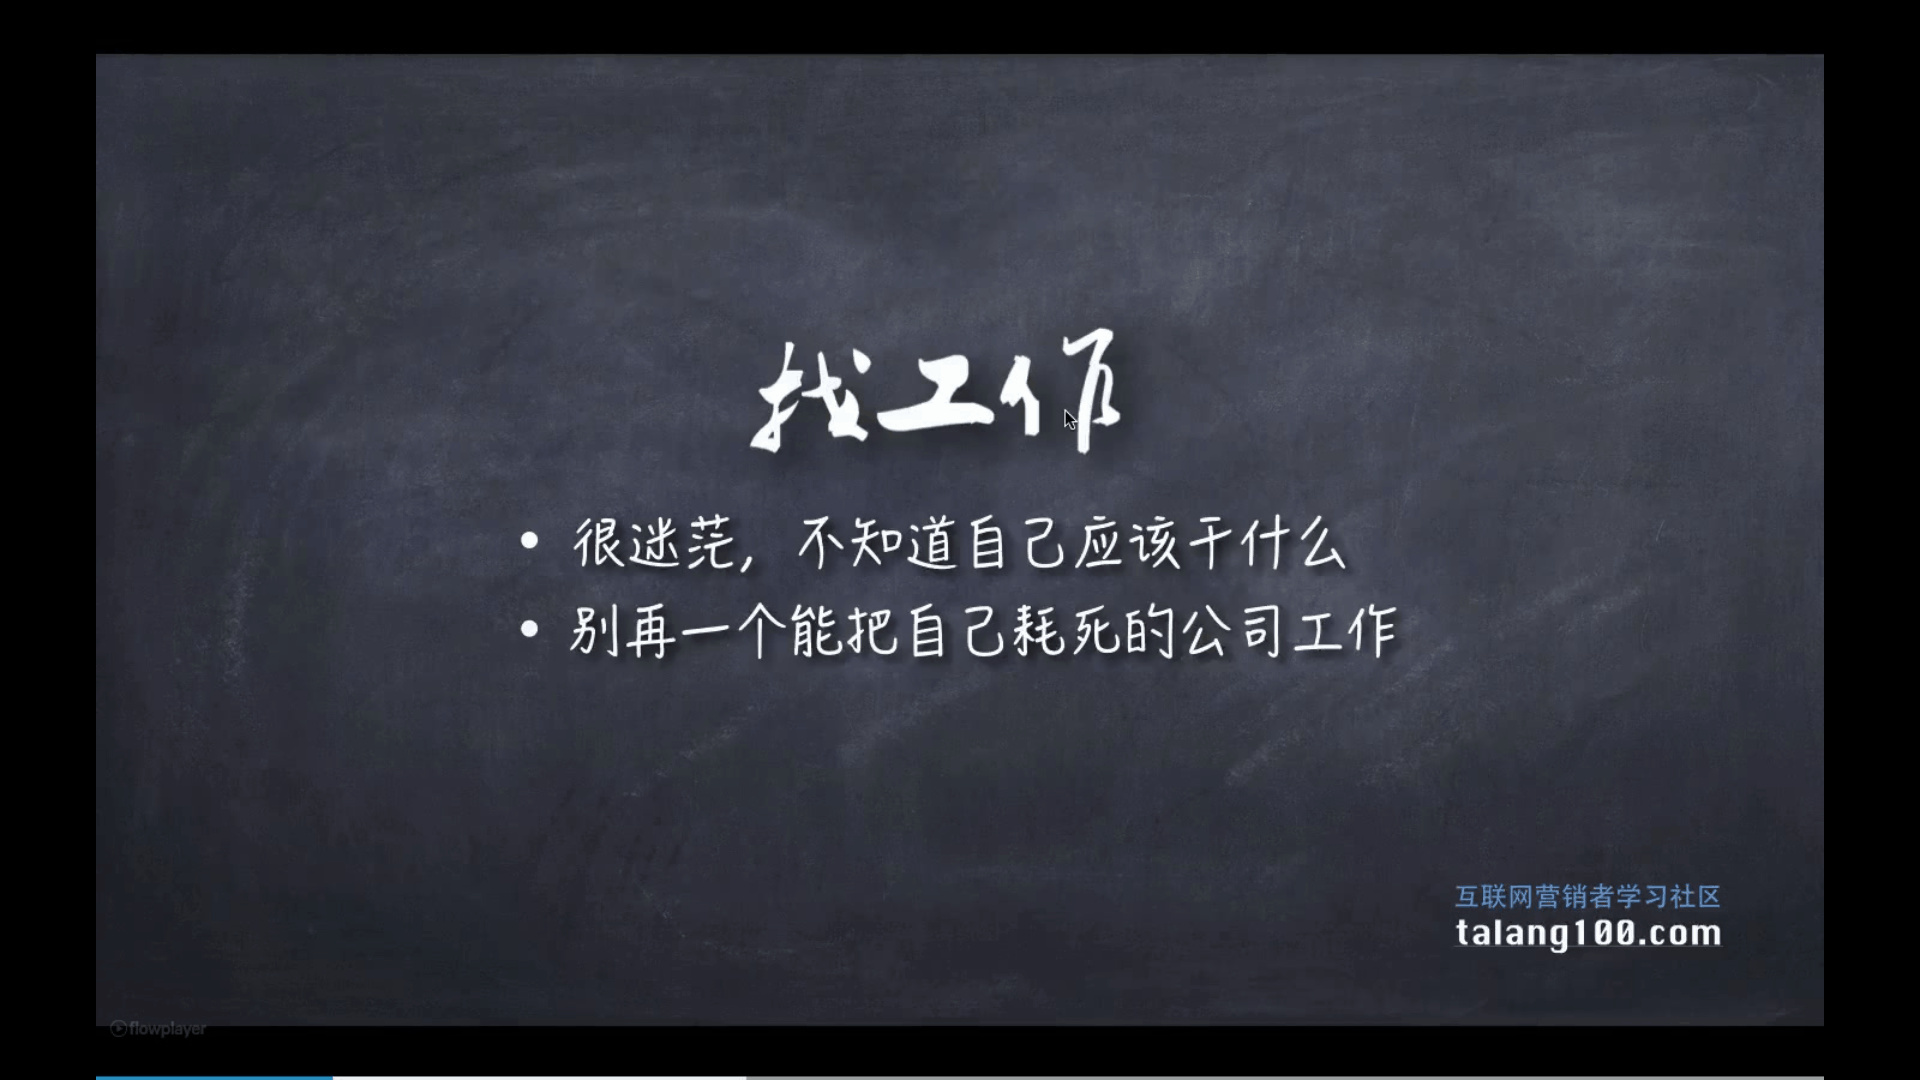 找工作
• 很迷茫，不知道自己应该干什么
• 别再一个能把自己耗死的公司工作
互联网营销者学习社区
talang100.com
flowplayer